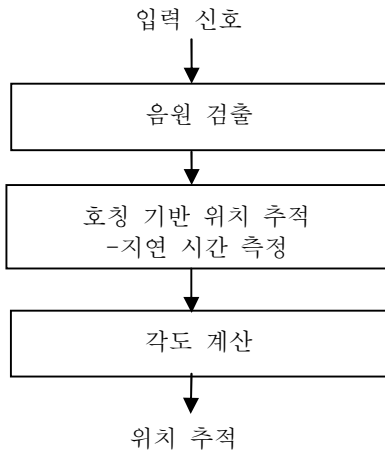 입력 신호
음원 검출
호칭 기반 위치 추적
-지연 시간 측정
각도 계산
위치 추적